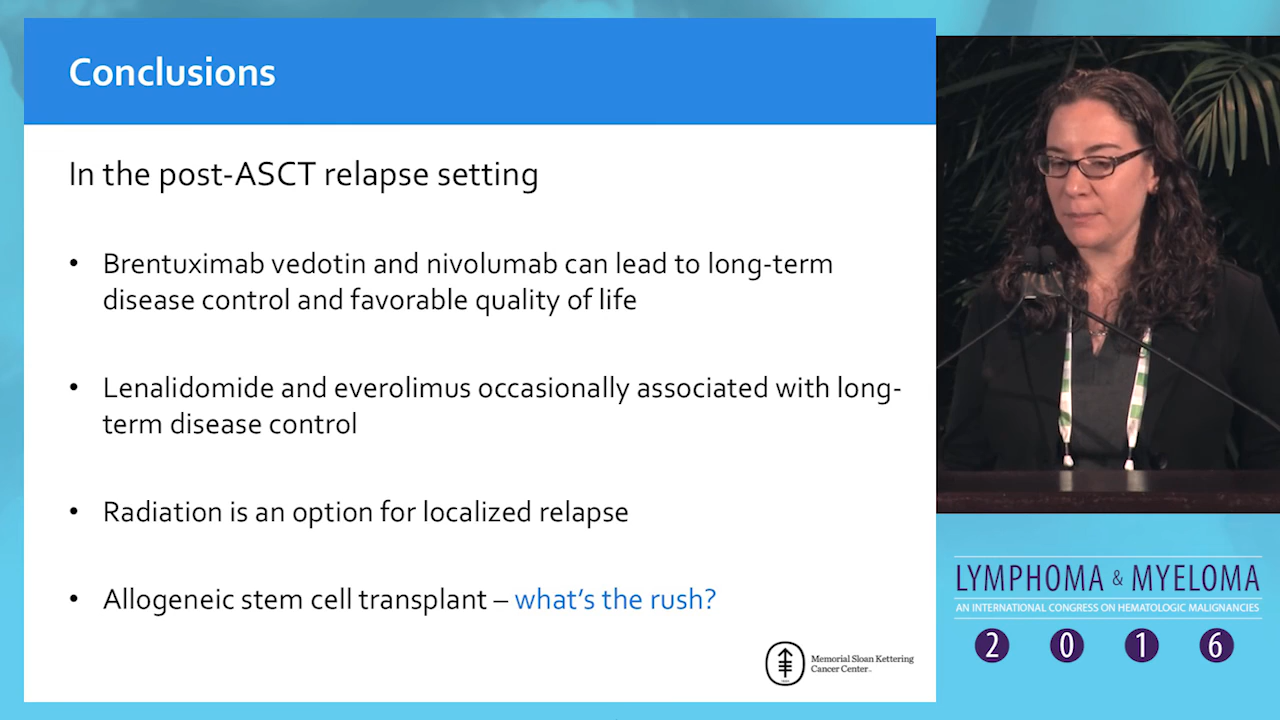 Conclusions
In the post-ASCT relapse setting
• Brentuximab vedotin and nivolumab can lead to long-term
disease control and favorable quality of life
• Lenalidomide and everolimus occasionally associated with long-
term disease control
• Radiation is an option for localized relapse
• Allogeneic stem cell transplant – what's the rush?
Memorial Sloan Kettering
Cancer Center
LYMPHOMA & MYELOMA
AN INTERNATIONAL CONGRESS ON HEMATOLOGIC MALIGNANCIES
2 0 1 6